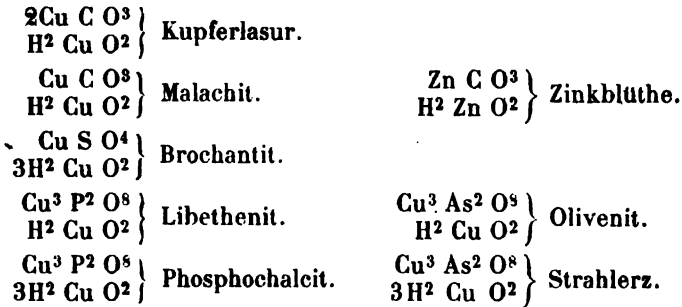 2Cu C O³ } Kupferlasur.
H² Cu O² }
Cu C O³ } Malachit. Zn C O³ } Zinkblüthe.
H² Cu O² } H² Zn O² }
Cu S O⁴ } Brochantit.
3H² Cu O² }
Cu³ P² O⁸ } Libethenit. Cu³ As² O⁸ } Olivenit.
H² Cu O² } H² Cu O² }
Cu³ P² O⁸ } Phosphochalcit. Cu³ As² O⁸ } Strahlerz.
3H² Cu O² } 3H² Cu O² }